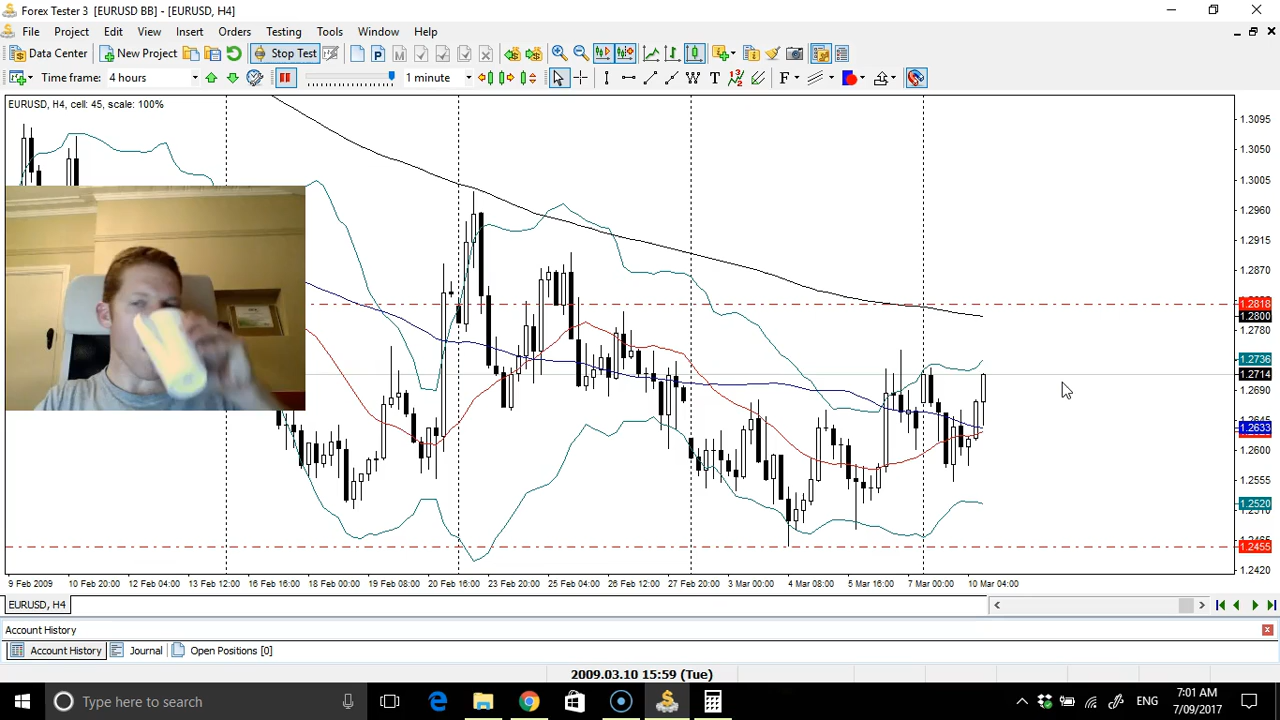 Forex Tester 3 [EURUSD BB] - [EURUSD, H4]
File Project Edit View Insert Orders Testing Tools Window Help
Data Center New Project Stop Test
Time frame: 4 hours 1 minute
EURUSD, H4, cell: 45, scale: 100%
1.3095
1.3050
1.3005
1.2960
1.2915
1.2870
1.2818
1.2800
1.2780
1.2736
1.2714
1.2690
1.2645
1.2633
1.2600
1.2555
1.2520
1.2455
1.2420
9 Feb 2009 10 Feb 20:00 12 Feb 04:00 13 Feb 12:00 16 Feb 16:00 18 Feb 00:00 19 Feb 08:00 20 Feb 16:00 23 Feb 20:00 25 Feb 04:00 26 Feb 12:00 27 Feb 20:00 3 Mar 00:00 4 Mar 08:00 5 Mar 16:00 7 Mar 00:00 10 Mar 04:00
EURUSD, H4
Account History
Account History Journal Open Positions [0]
2009.03.10 15:59 (Tue)
Type here to search
ENG
7:01 AM
7/09/2017